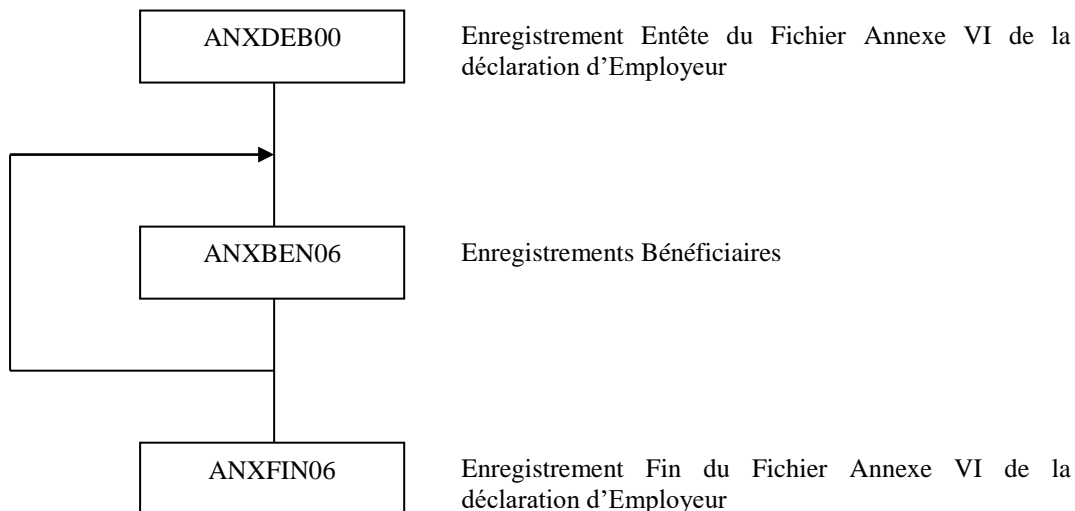 ANXDEB00
Enregistrement Entête du Fichier Annexe VI de la
déclaration d’Employeur
ANXBEN06
Enregistrements Bénéficiaires
ANXFIN06
Enregistrement Fin du Fichier Annexe VI de la
déclaration d’Employeur